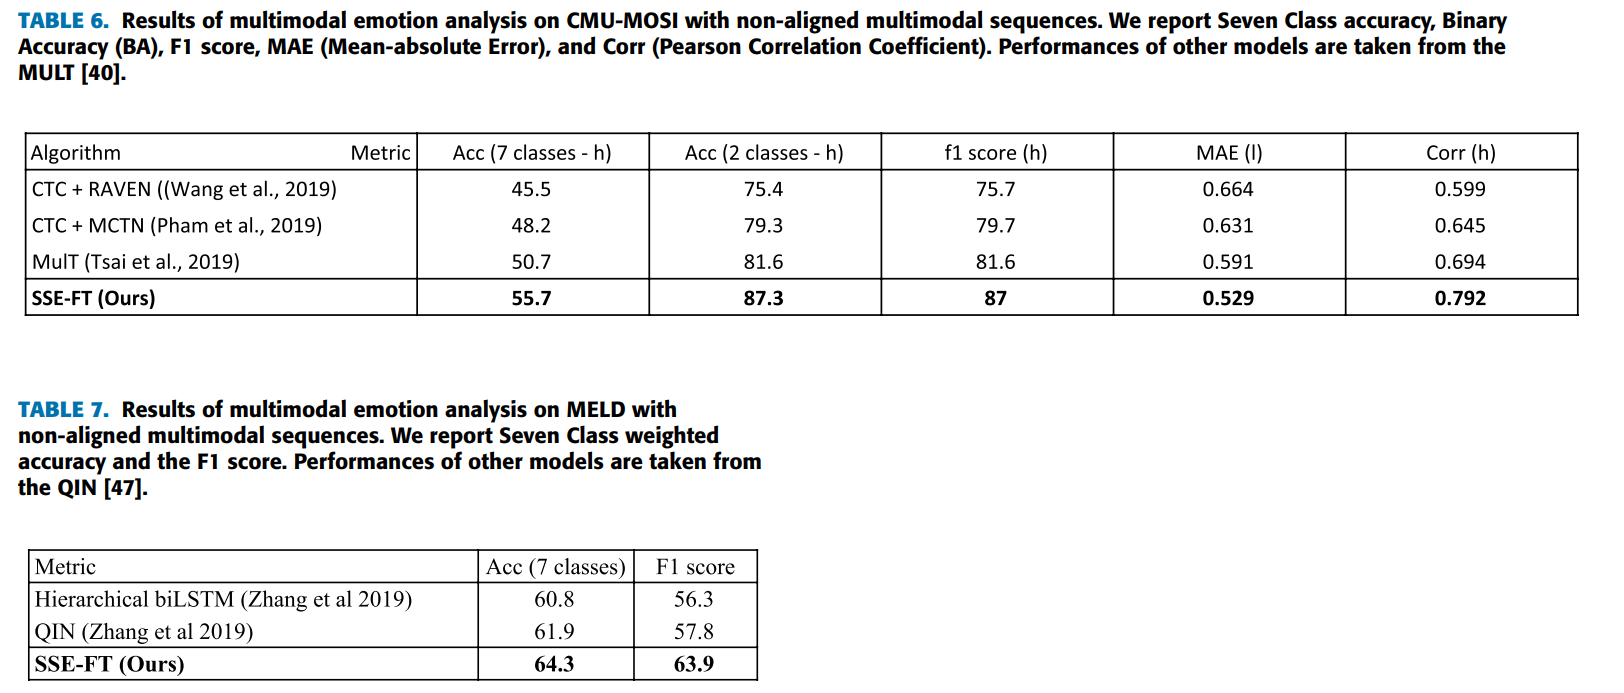 TABLE 6. Results of multimodal emotion analysis on CMU-MOSI with non-aligned multimodal sequences. We report Seven Class accuracy, Binary
Accuracy (BA), F1 score, MAE (Mean-absolute Error), and Corr (Pearson Correlation Coefficient). Performances of other models are taken from the
MULT [40].
Algorithm Metric Acc (7 classes - h) Acc (2 classes - h) f1 score (h) MAE (l) Corr (h)
CTC + RAVEN ((Wang et al., 2019) 45.5 75.4 75.7 0.664 0.599
CTC + MCTN (Pham et al., 2019) 48.2 79.3 79.7 0.631 0.645
MulT (Tsai et al., 2019) 50.7 81.6 81.6 0.591 0.694
SSE-FT (Ours) 55.7 87.3 87 0.529 0.792
TABLE 7. Results of multimodal emotion analysis on MELD with
non-aligned multimodal sequences. We report Seven Class weighted
accuracy and the F1 score. Performances of other models are taken from
the QIN [47].
Metric Acc (7 classes) F1 score
Hierarchical biLSTM (Zhang et al 2019) 60.8 56.3
QIN (Zhang et al 2019) 61.9 57.8
SSE-FT (Ours) 64.3 63.9